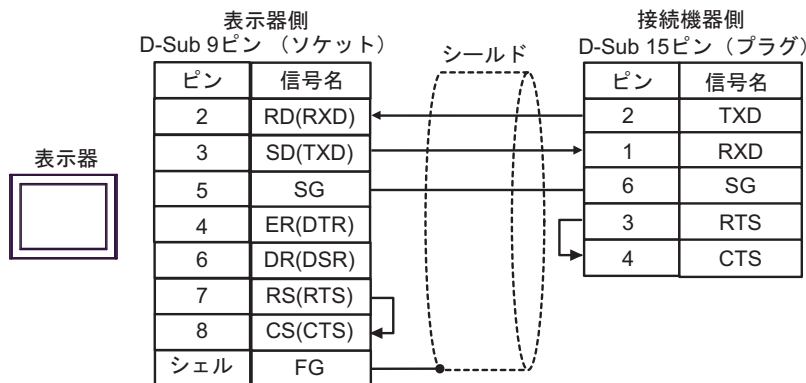 表示器側
D-Sub 9ピン （ソケット）
シールド
接続機器側
D-Sub 15ピン（プラグ）
表示器
ピン 信号名
2 RD(RXD)
3 SD(TXD)
5 SG
4 ER(DTR)
6 DR(DSR)
7 RS(RTS)
8 CS(CTS)
シェル FG
ピン 信号名
2 TXD
1 RXD
6 SG
3 RTS
4 CTS